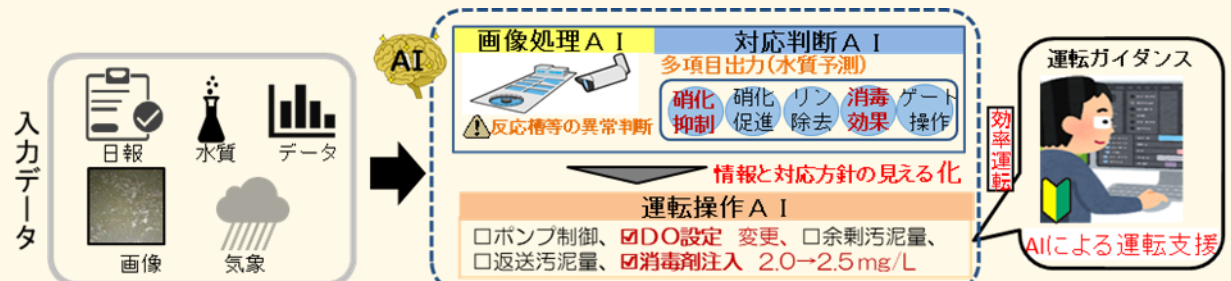 入力データ
日報
水質
データ
画像
気象
AI
画像処理ＡＩ
⚠反応槽等の異常判断
対応判断ＡＩ
多項目出力(水質予測)
硝化
抑制
硝化
促進
リン
除去
消毒
効果
ゲート
操作
情報と対応方針の見える化
運転操作ＡＩ
□ポンプ制御、☑DO設定 変更、□余剰汚泥量、
□返送汚泥量、☑消毒剤注入 2.0→2.5mg/L
効率運転
運転ガイダンス
AIによる運転支援